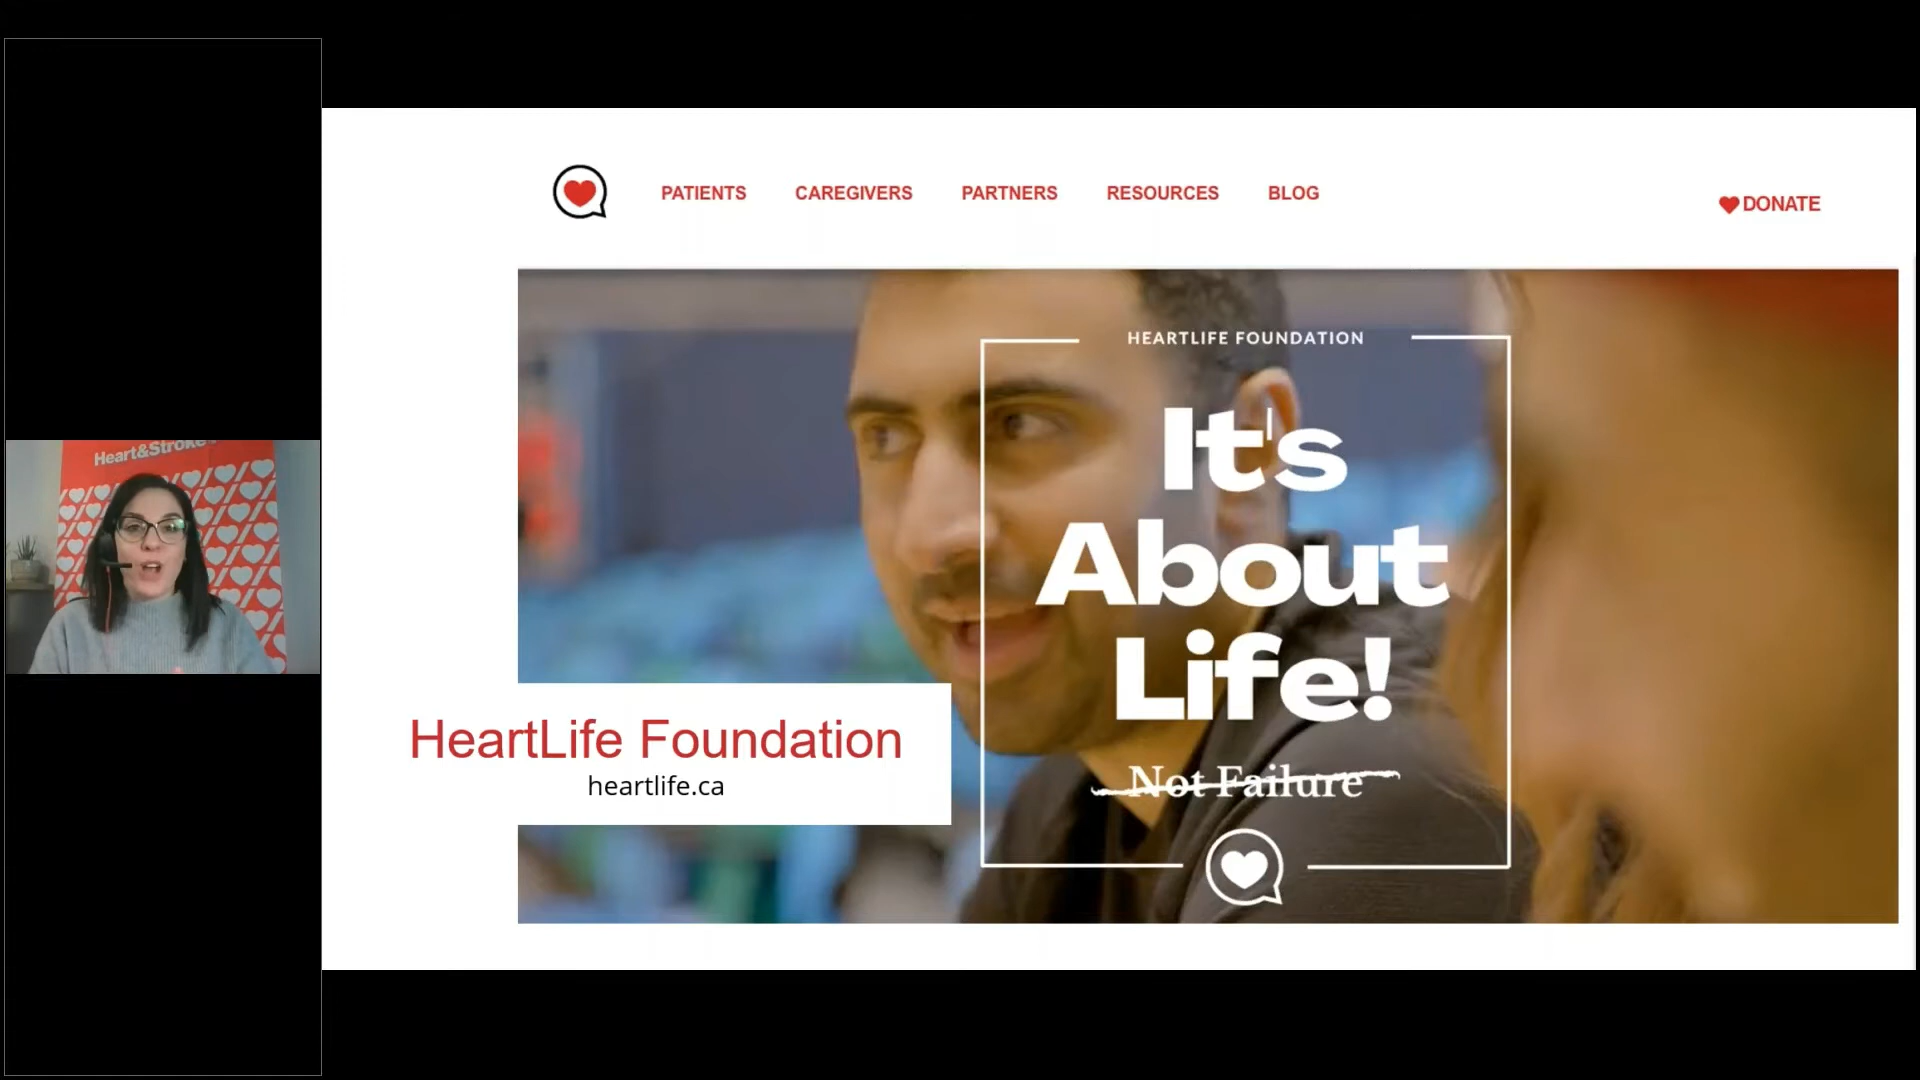 Heart&Stroke
PATIENTS CAREGIVERS PARTNERS RESOURCES BLOG
DONATE
HEARTLIFE FOUNDATION
It's
About
Life!
Not Failure
HeartLife Foundation
heartlife.ca